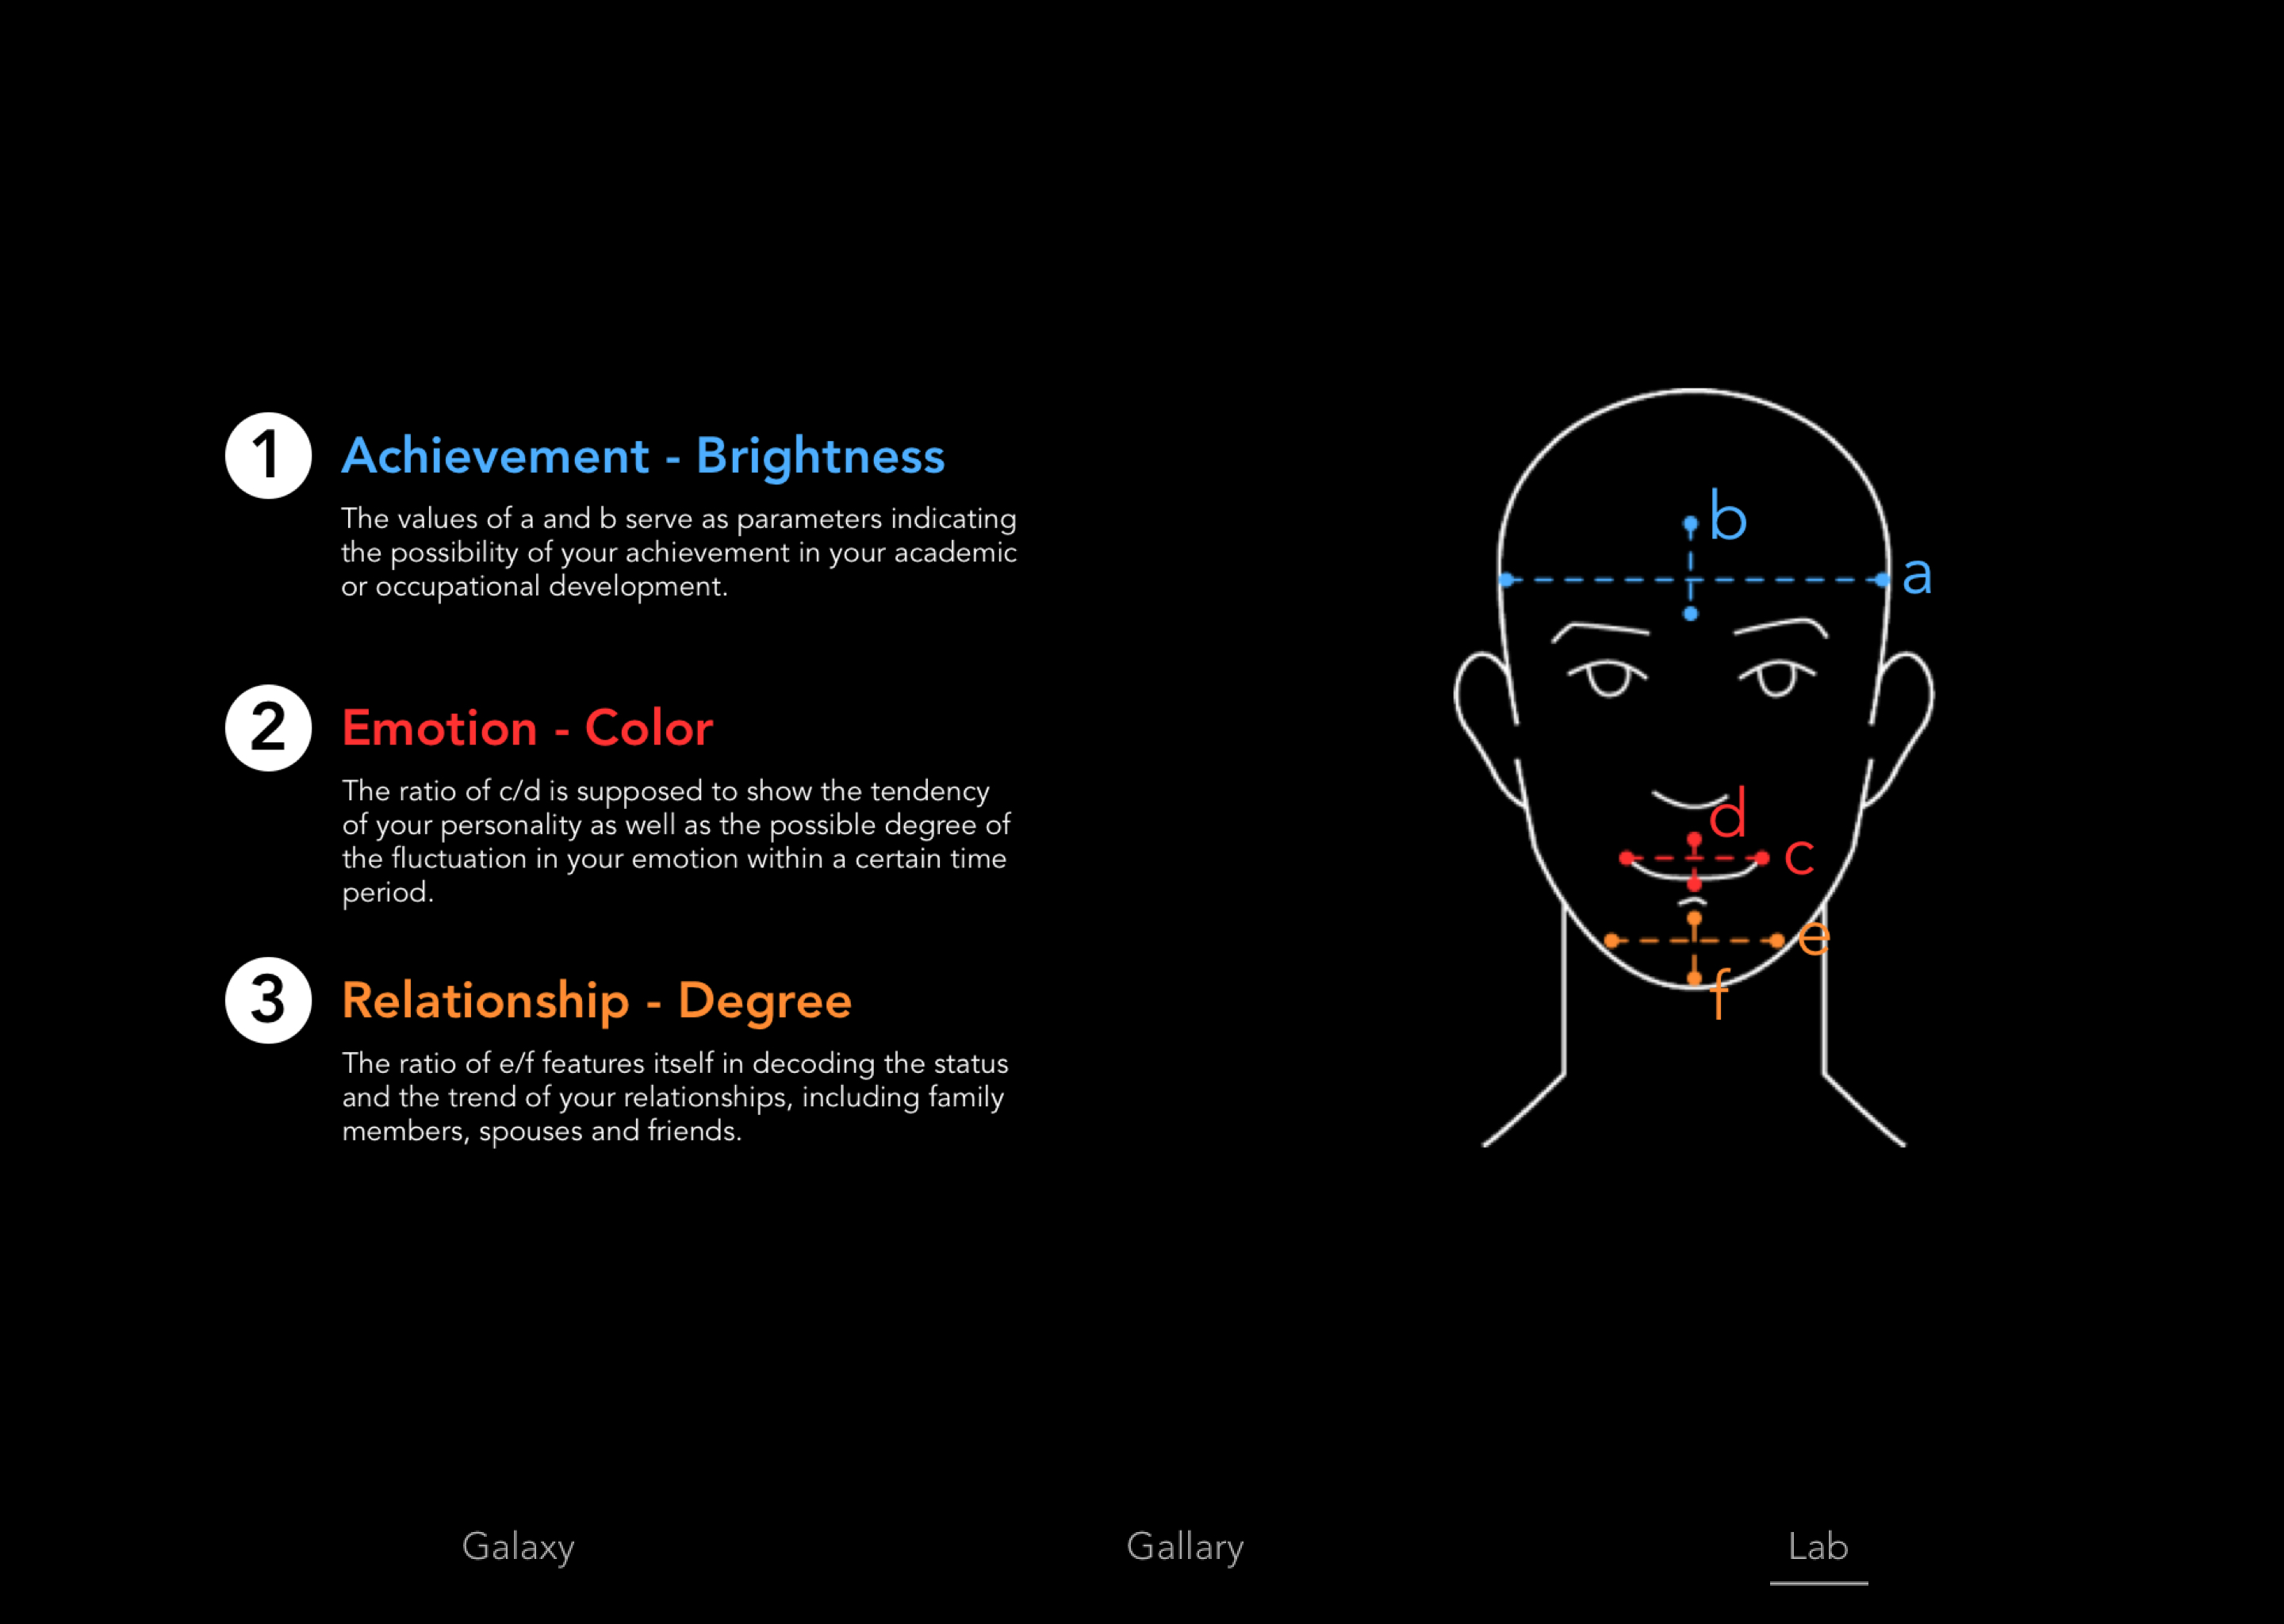 1
Achievement - Brightness
The values of a and b serve as parameters indicating
the possibility of your achievement in your academic
or occupational development.
2
Emotion - Color
The ratio of c/d is supposed to show the tendency
of your personality as well as the possible degree of
the fluctuation in your emotion within a certain time
period.
3
Relationship - Degree
The ratio of e/f features itself in decoding the status
and the trend of your relationships, including family
members, spouses and friends.
b
a
d
c
e
f
Galaxy
Gallary
Lab